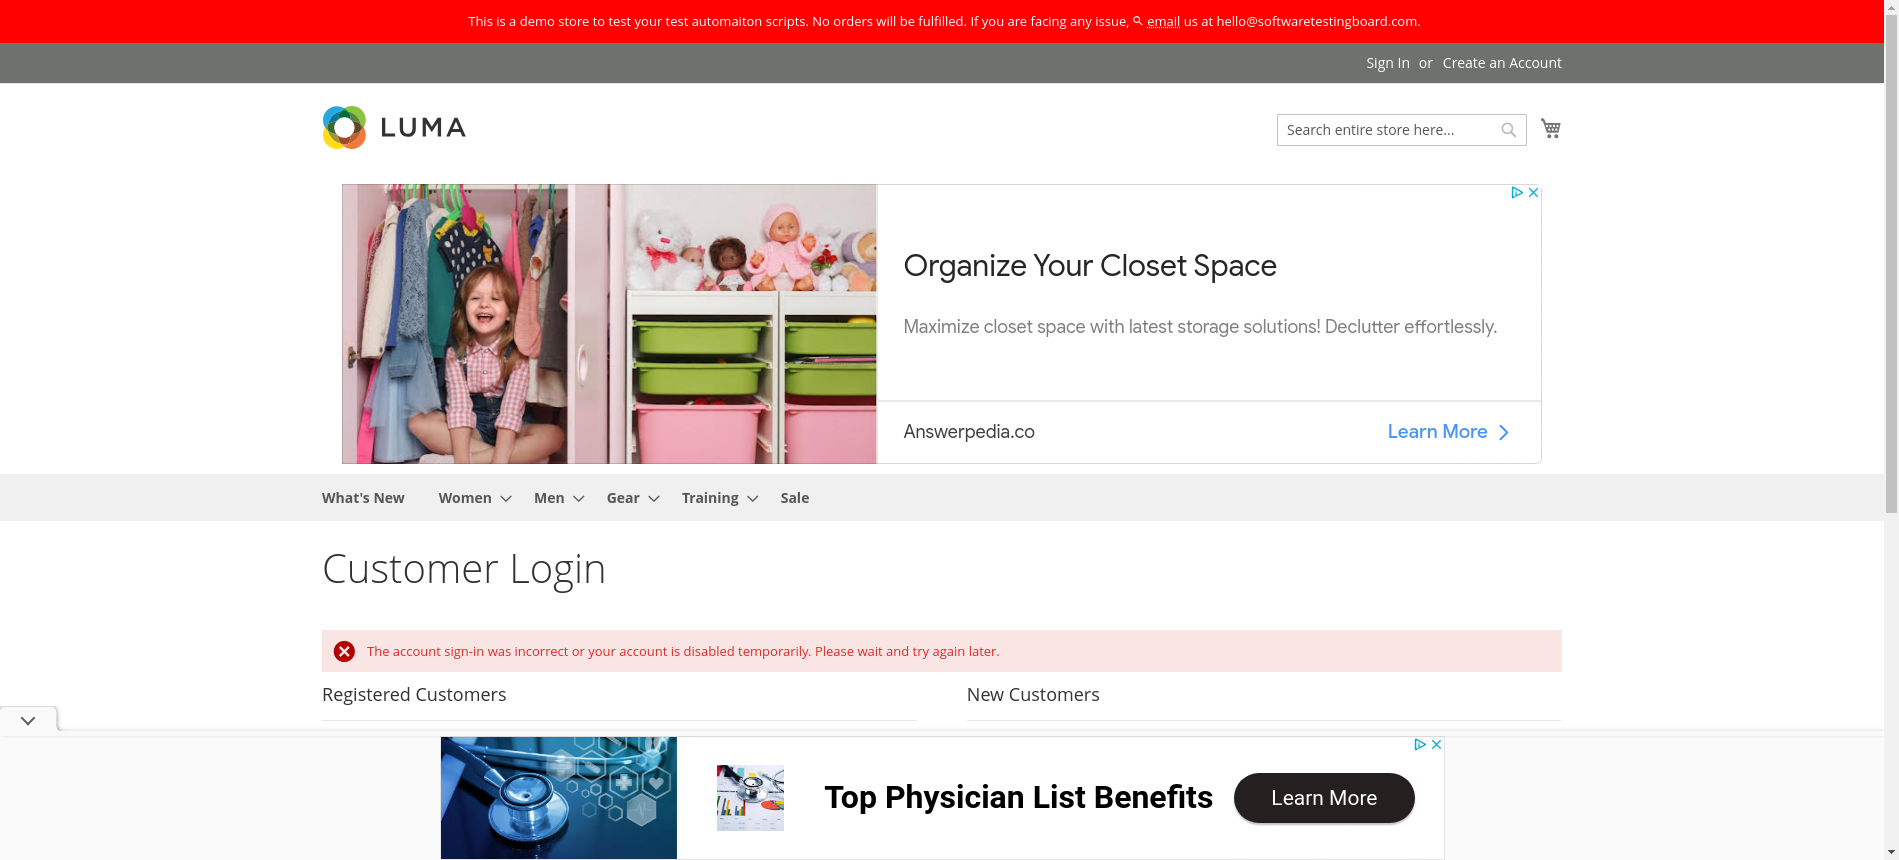 This is a demo store to test your test automaiton scripts. No orders will be fulfilled. If you are facing any issue, email us at hello@softwaretestingboard.com.
Sign In or Create an Account
LUMA
Search entire store here...
Organize Your Closet Space
Maximize closet space with latest storage solutions! Declutter effortlessly.
Answerpedia.co
Learn More
What's New Women Men Gear Training Sale
Customer Login
The account sign-in was incorrect or your account is disabled temporarily. Please wait and try again later.
Registered Customers
New Customers
Top Physician List Benefits
Learn More